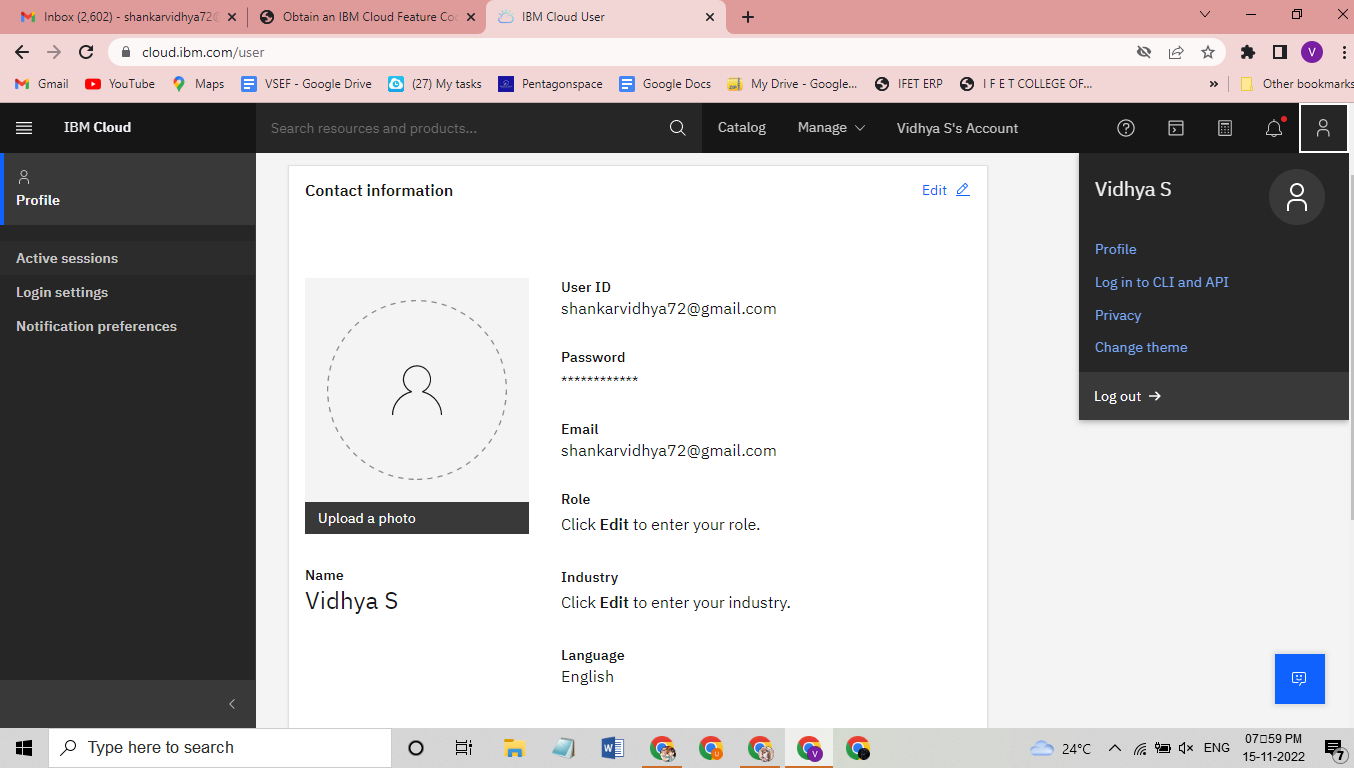 Inbox (2,602) - shankarvidhya72@
Obtain an IBM Cloud Feature Coc
IBM Cloud User
cloud.ibm.com/user
V
Gmail
YouTube
Maps
VSEF - Google Drive
(27) My tasks
Pentagonspace
Google Docs
My Drive - Google...
IFET ERP
I F E T COLLEGE OF...
»
Other bookmarks
IBM Cloud
Search resources and products...
Catalog
Manage
Vidhya S's Account
Profile
Active sessions
Login settings
Notification preferences
Contact information
Edit
Upload a photo
Name
Vidhya S
User ID
shankarvidhya72@gmail.com
Password
************
Email
shankarvidhya72@gmail.com
Role
Click Edit to enter your role.
Industry
Click Edit to enter your industry.
Language
English
Vidhya S
Profile
Log in to CLI and API
Privacy
Change theme
Log out →
Type here to search
24°C
ENG
07▯59 PM
15-11-2022
7